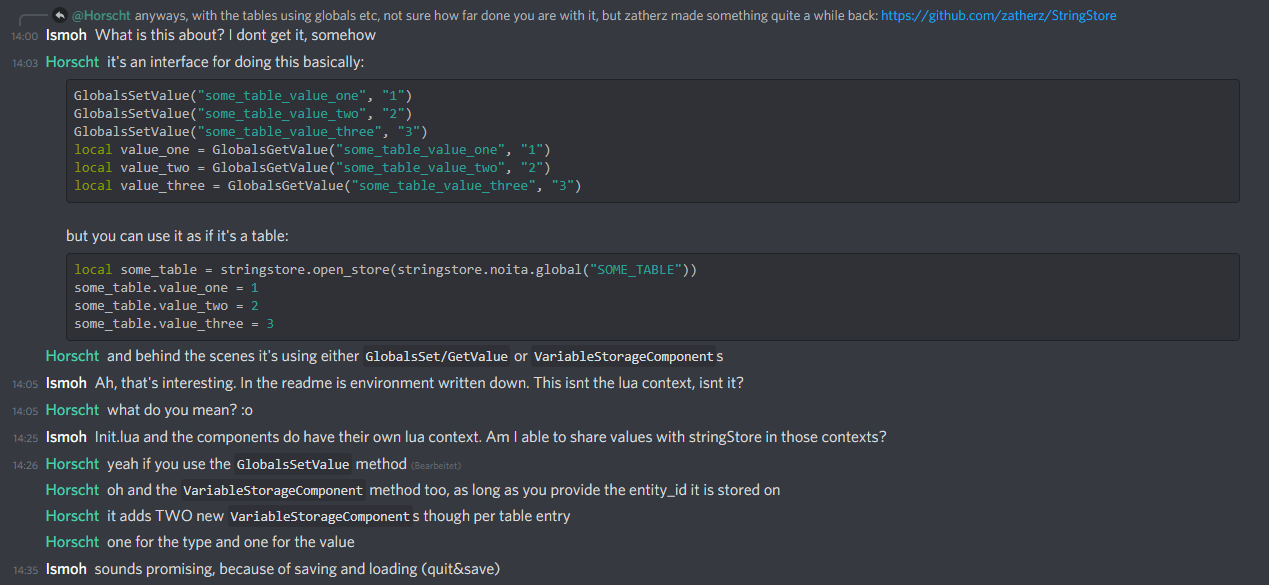 @Horscht anyways, with the tables using globals etc, not sure how far done you are with it, but zatherz made something quite a while back: https://github.com/zatherz/StringStore
14:00 Ismoh What is this about? I dont get it, somehow
14:03 Horscht it's an interface for doing this basically:
GlobalsSetValue("some_table_value_one", "1")
GlobalsSetValue("some_table_value_two", "2")
GlobalsSetValue("some_table_value_three", "3")
local value_one = GlobalsGetValue("some_table_value_one", "1")
local value_two = GlobalsGetValue("some_table_value_two", "2")
local value_three = GlobalsGetValue("some_table_value_three", "3")
but you can use it as if it's a table:
local some_table = stringstore.open_store(stringstore.noita.global("SOME_TABLE"))
some_table.value_one = 1
some_table.value_two = 2
some_table.value_three = 3
Horscht and behind the scenes it's using either GlobalsSet/GetValue or VariableStorageComponents
14:05 Ismoh Ah, that's interesting. In the readme is environment written down. This isnt the lua context, isnt it?
14:05 Horscht what do you mean? :o
14:25 Ismoh Init.lua and the components do have their own lua context. Am I able to share values with stringStore in those contexts?
14:26 Horscht yeah if you use the GlobalsSetValue method (Bearbeitet)
Horscht oh and the VariableStorageComponent method too, as long as you provide the entity_id it is stored on
Horscht it adds TWO new VariableStorageComponents though per table entry
Horscht one for the type and one for the value
14:35 Ismoh sounds promising, because of saving and loading (quit&save)